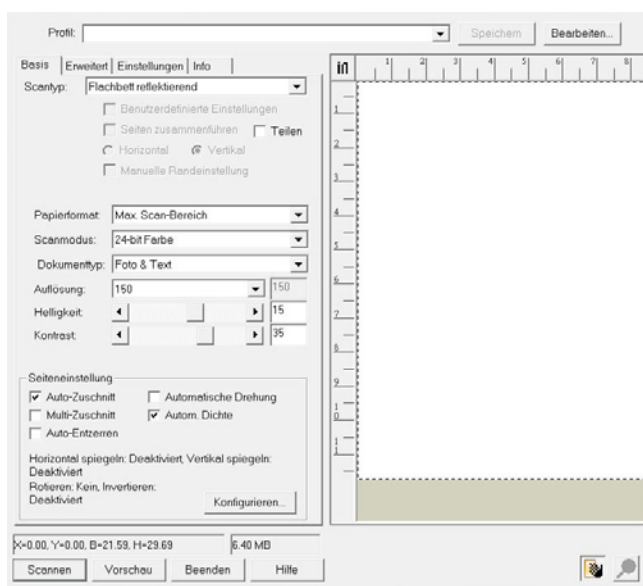 Profil:
Speichern
Bearbeiten...
Basis
Erweitert
Einstellungen
Info
Scantyp:
Flachbett reflektierend
Benutzerdefinierte Einstellungen
Seiten zusammenführen
Teilen
Horizontal
Vertikal
Manuelle Randeinstellung
Papierformat:
Max. Scan-Bereich
Scanmodus:
24-bit Farbe
Dokumenttyp:
Foto & Text
Auflösung:
150
150
Helligkeit:
15
Kontrast:
35
Seiteneinstellung
Auto-Zuschnitt
Automatische Drehung
Multi-Zuschnitt
Autom. Dichte
Auto-Entzerren
Horizontal spiegeln: Deaktiviert, Vertikal spiegeln:
Deaktiviert
Rotieren: Kein, Invertieren:
Deaktiviert
Konfigurieren...
X=0.00, Y=0.00, B=21.59, H=29.69
6.40 MB
Scannen
Vorschau
Beenden
Hilfe
in
1 2 3 4 5 6 7 8
1
2
3
4
5
6
7
8
9
10
11